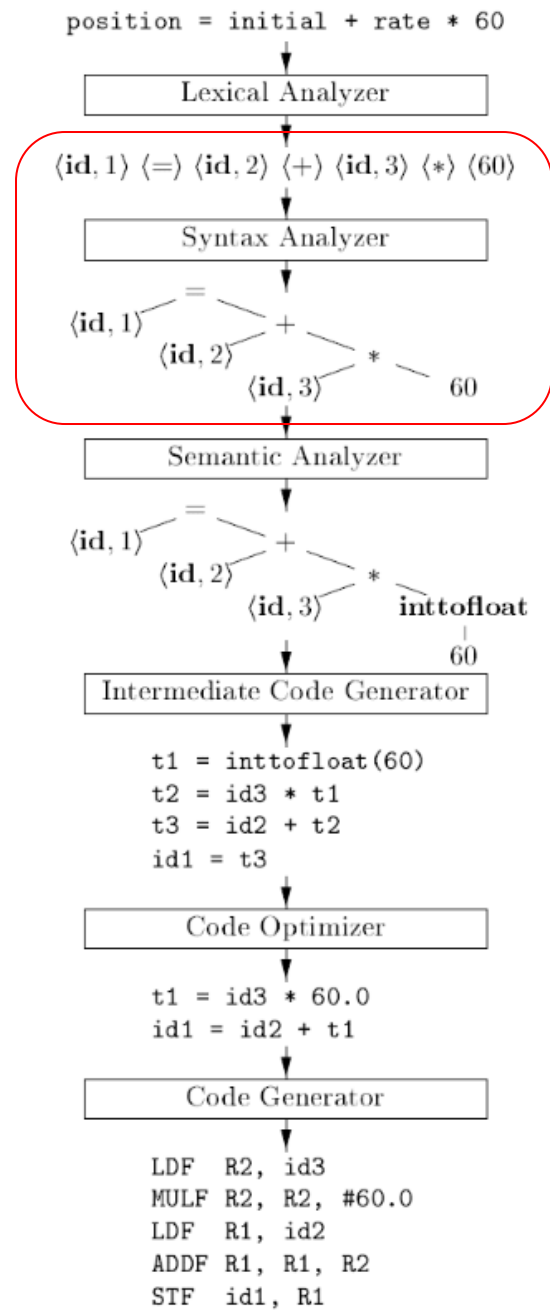 position = initial + rate * 60
Lexical Analyzer
⟨id, 1⟩ ⟨=⟩ ⟨id, 2⟩ ⟨+⟩ ⟨id, 3⟩ ⟨*⟩ ⟨60⟩
Syntax Analyzer
=
⟨id, 1⟩
+
⟨id, 2⟩
*
⟨id, 3⟩
60
Semantic Analyzer
=
⟨id, 1⟩
+
⟨id, 2⟩
*
⟨id, 3⟩
inttofloat
60
Intermediate Code Generator
t1 = inttofloat(60)
t2 = id3 * t1
t3 = id2 + t2
id1 = t3
Code Optimizer
t1 = id3 * 60.0
id1 = id2 + t1
Code Generator
LDF R2, id3
MULF R2, R2, #60.0
LDF R1, id2
ADDF R1, R1, R2
STF id1, R1